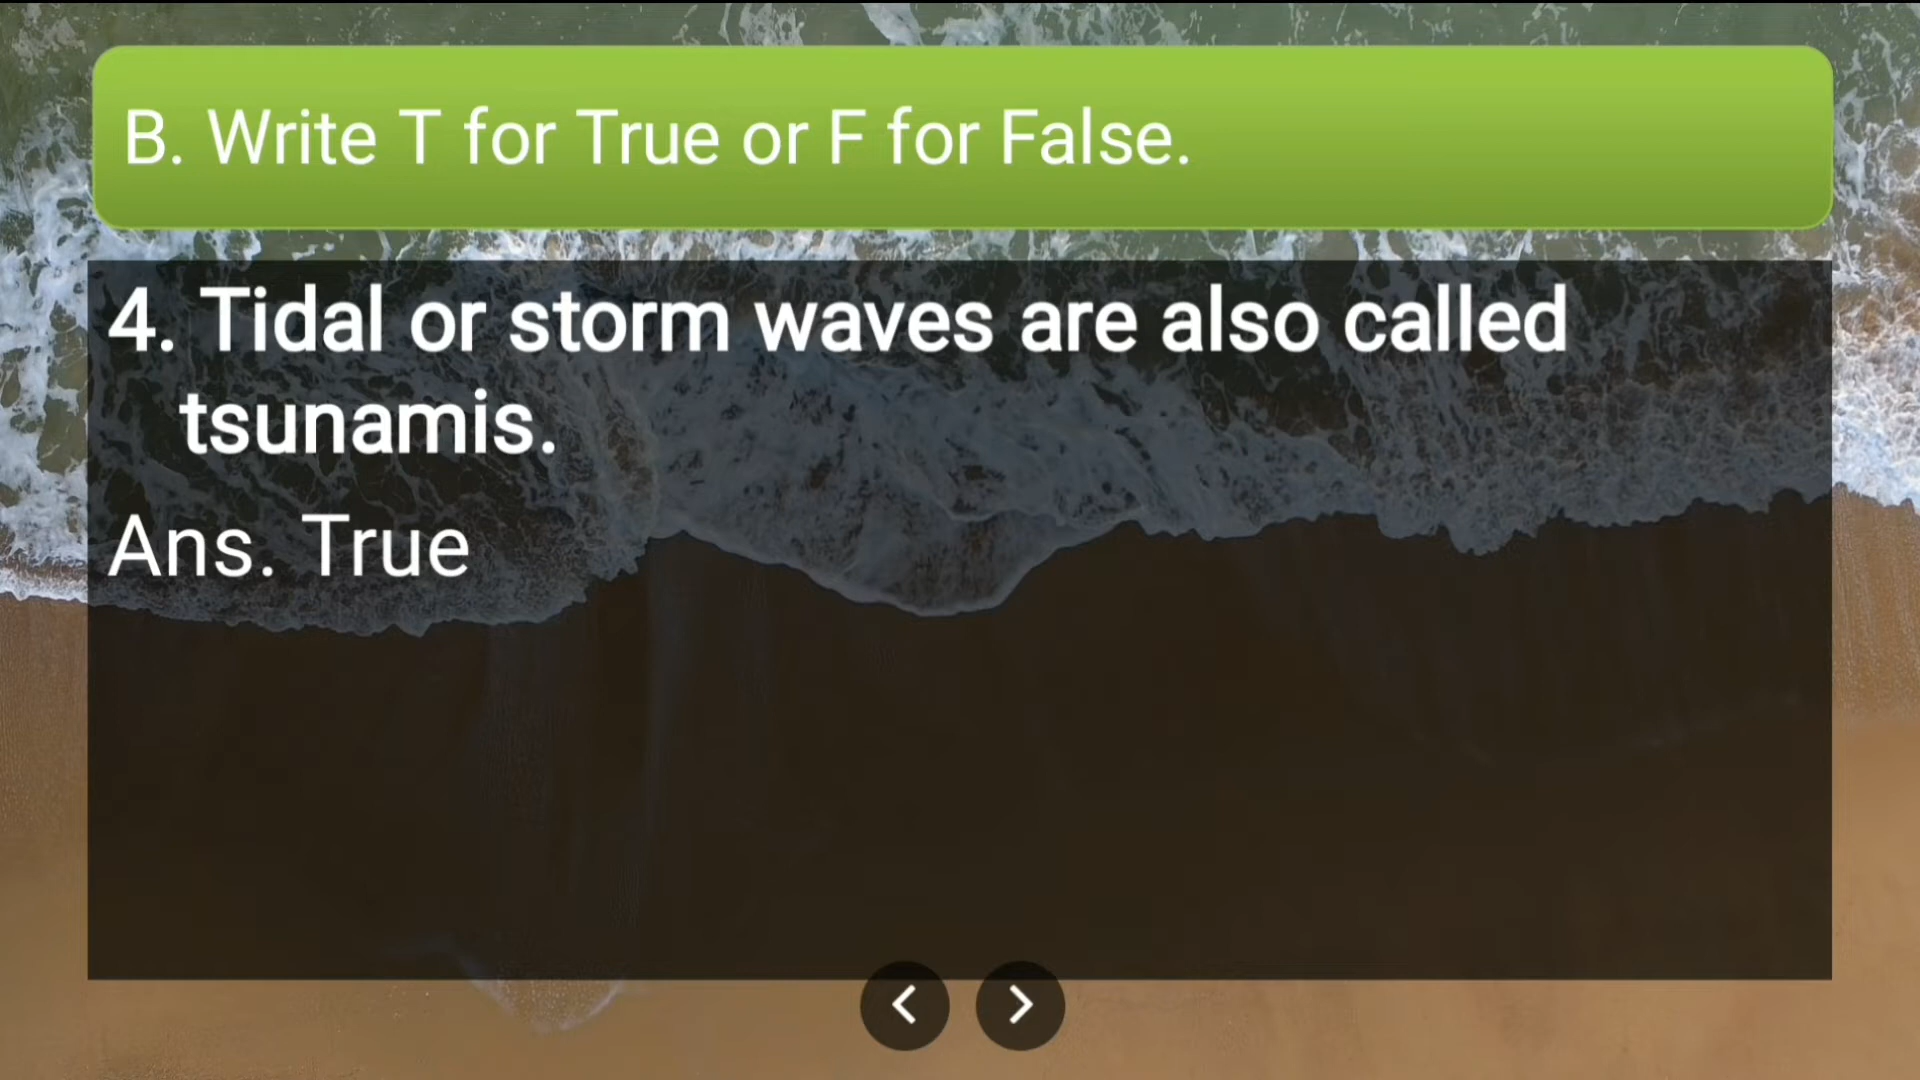 B. Write T for True or F for False.
4. Tidal or storm waves are also called
tsunamis.
Ans. True